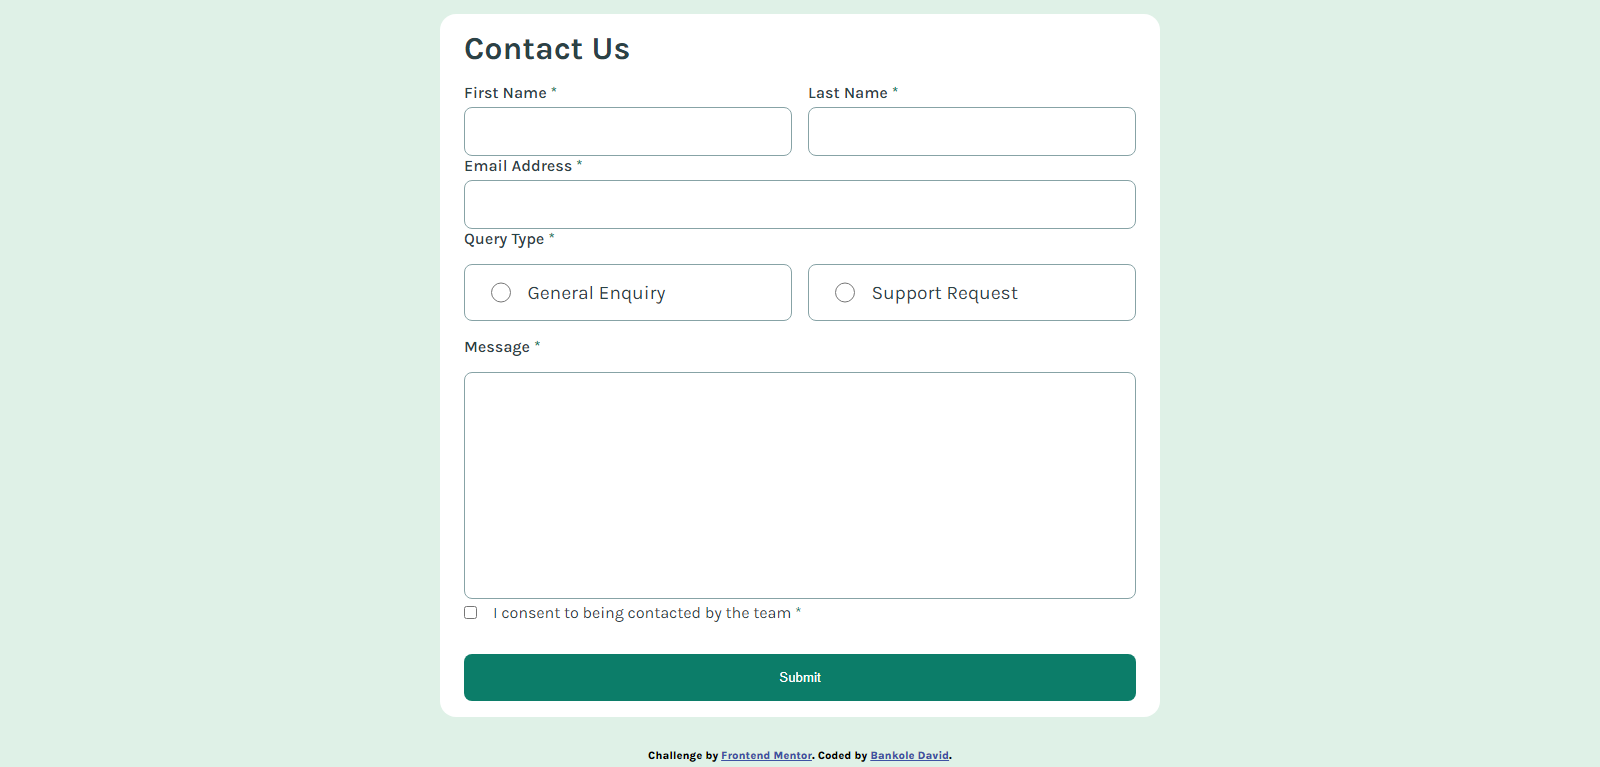 Contact Us
First Name * Last Name *
Email Address *
Query Type *
General Enquiry Support Request
Message *
I consent to being contacted by the team *
Submit
Challenge by Frontend Mentor. Coded by Bankole David.